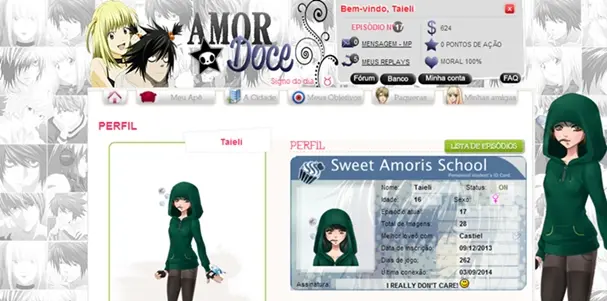 AMOR
Doce
Signo do dia
Bem-vindo, Taieli
EPISÓDIO Nº 17
$ 624
MENSAGEM - MP
0 PONTOS DE AÇÃO
MEUS REPLAYS
MORAL 100%
Fórum
Banco
Minha conta
FAQ
Meu Apê
A Cidade
Meus Objetivos
Paqueras
Minhas amigas
PERFIL
Taieli
PERFIL
LISTA DE EPISÓDIOS
Sweet Amoris School
Permanent student's ID Card
Nome: Taieli
Status: ON
Idade: 16
Sexo:
Episódio atual: 17
Total de imagens: 28
Melhor love'o com: Castiel
Data de inscrição: 09/12/2013
Dias de jogo: 262
Última conexão: 03/09/2014
Assinatura: I REALLY DON'T CARE!